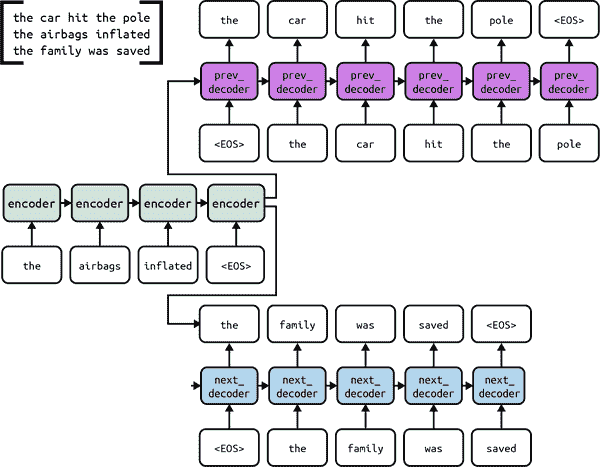 the car hit the pole
the airbags inflated
the family was saved
the car hit the pole <EOS>
prev_ decoder prev_ decoder prev_ decoder prev_ decoder prev_ decoder prev_ decoder
<EOS> the car hit the pole
encoder encoder encoder encoder
the airbags inflated <EOS>
the family was saved <EOS>
next_ decoder next_ decoder next_ decoder next_ decoder next_ decoder
<EOS> the family was saved